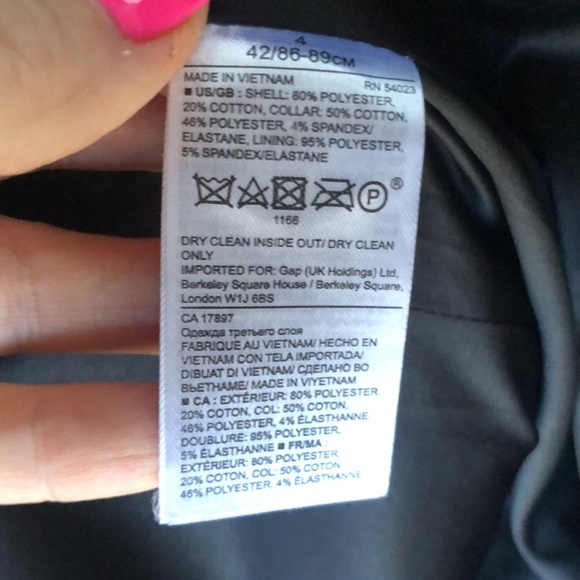 4
42/86-89СМ
MADE IN VIETNAM RN 54023
■ US/GB : SHELL: 80% POLYESTER,
20% COTTON, COLLAR: 50% COTTON,
46% POLYESTER, 4% SPANDEX/
ELASTANE, LINING: 95% POLYESTER,
5% SPANDEX/ELASTANE
P ®
1166
DRY CLEAN INSIDE OUT/ DRY CLEAN
ONLY
IMPORTED FOR: Gap (UK Holdings) Ltd,
Berkeley Square House / Berkeley Square,
London W1J 6BS
CA 17897
Одежда третьего слоя
FABRIQUÉ AU VIETNAM/ HECHO EN
VIETNAM CON TELA IMPORTADA/
DIBUAT DI VIETNAM/ СДЕЛАНО ВО
ВЬЕТНАМЕ/ MADE IN VIYETNAM
■ CA : EXTÉRIEUR: 80% POLYESTER,
20% COTON, COL: 50% COTON,
46% POLYESTER, 4% ÉLASTHANNE,
DOUBLURE: 95% POLYESTER,
5% ÉLASTHANNE ■ FR/MA :
EXTÉRIEUR: 80% POLYESTER,
20% COTON, COL: 50% COTON,
46% POLYESTER, 4% ÉLASTHANNE,